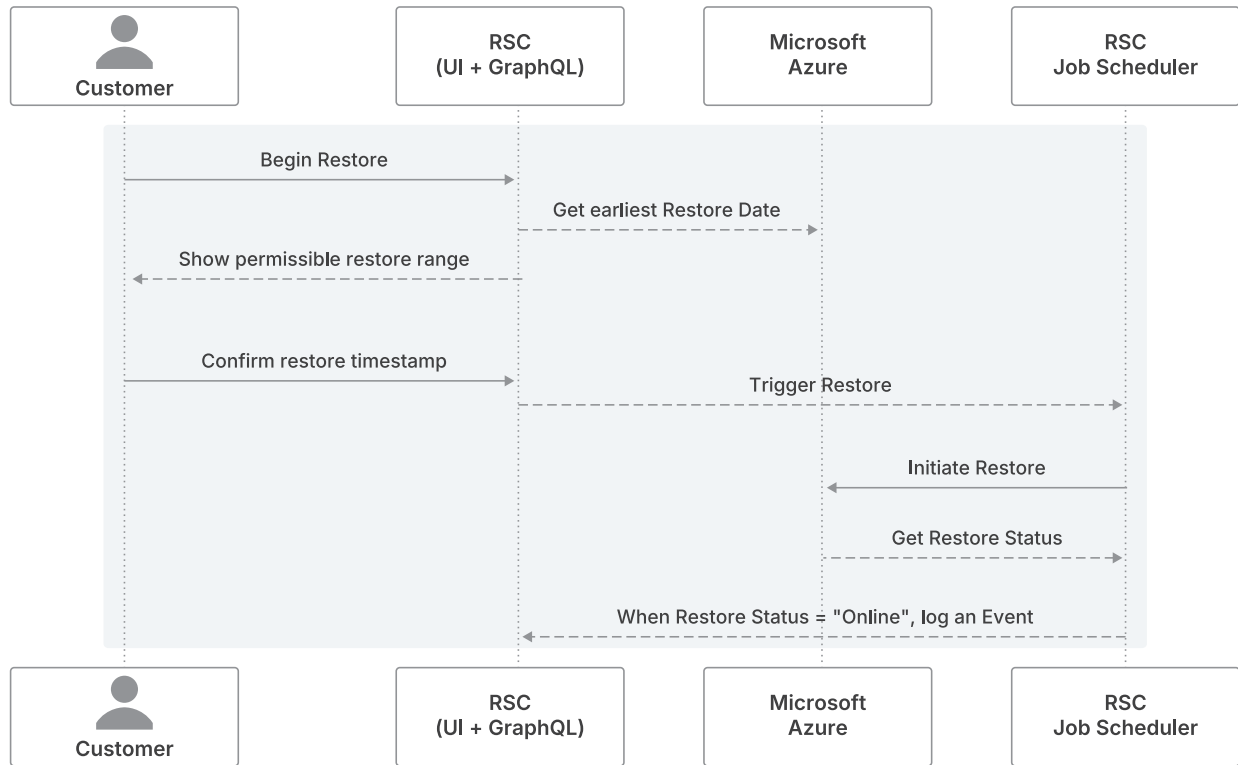 Customer
RSC
(UI + GraphQL)
Microsoft
Azure
RSC
Job Scheduler
Begin Restore
Get earliest Restore Date
Show permissible restore range
Confirm restore timestamp
Trigger Restore
Initiate Restore
Get Restore Status
When Restore Status = "Online", log an Event
Customer
RSC
(UI + GraphQL)
Microsoft
Azure
RSC
Job Scheduler